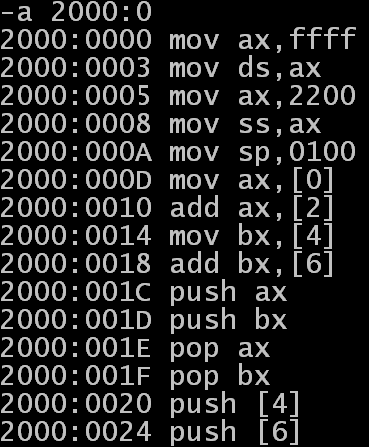 -a 2000:0
2000:0000 mov ax,ffff
2000:0003 mov ds,ax
2000:0005 mov ax,2200
2000:0008 mov ss,ax
2000:000A mov sp,0100
2000:000D mov ax,[0]
2000:0010 add ax,[2]
2000:0014 mov bx,[4]
2000:0018 add bx,[6]
2000:001C push ax
2000:001D push bx
2000:001E pop ax
2000:001F pop bx
2000:0020 push [4]
2000:0024 push [6]